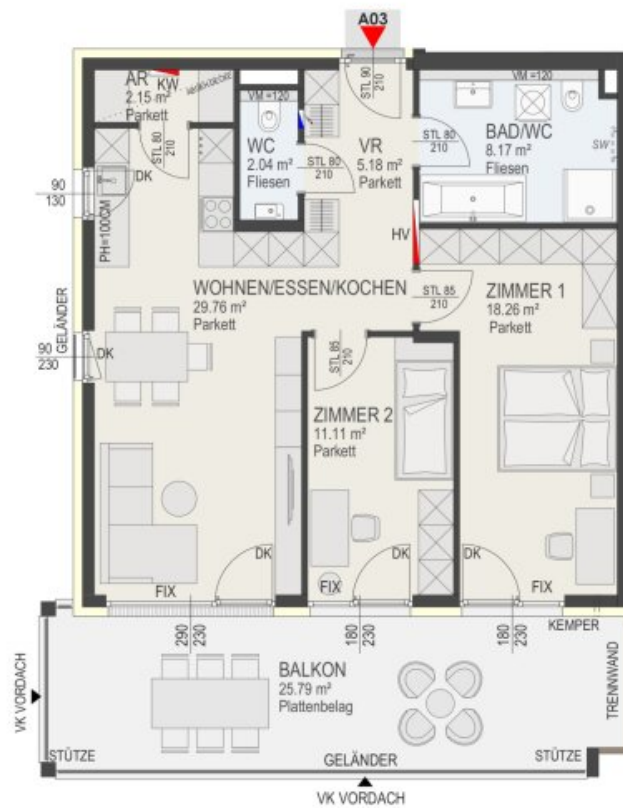 A03
AR
2.15 m²
Parkett
KW
VM =120
WC
2.04 m²
Fliesen
STL 90
210
VR
5.18 m²
Parkett
VM =120
BAD/WC
8.17 m²
Fliesen
SW
STL 80
210
STL 80
210
STL 80
210
90
130
DK
PH=100CM
HV
WOHNEN/ESSEN/KOCHEN
29.76 m²
Parkett
STL 85
210
ZIMMER 1
18.26 m²
Parkett
GELÄNDER
90
230
DK
STL 85
210
ZIMMER 2
11.11 m²
Parkett
DK
DK
DK
FIX
FIX
FIX
290
230
180
230
180
230
KEMPER
TRENNWAND
BALKON
25.79 m²
Plattenbelag
VK VORDACH
STÜTZE
GELÄNDER
STÜTZE
VK VORDACH